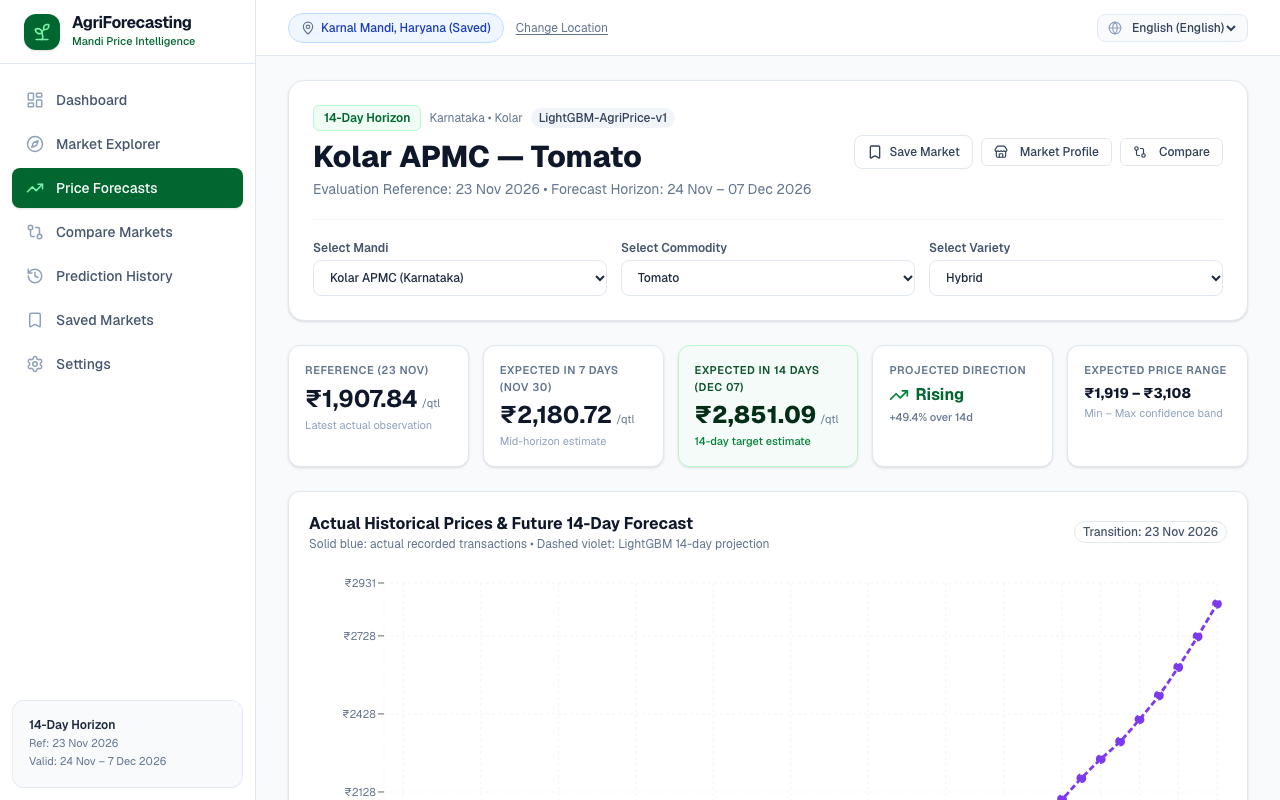 AgriForecasting
Mandi Price Intelligence
Dashboard
Market Explorer
Price Forecasts
Compare Markets
Prediction History
Saved Markets
Settings
14-Day Horizon
Ref: 23 Nov 2026
Valid: 24 Nov – 7 Dec 2026
Karnal Mandi, Haryana (Saved)
Change Location
English (English)
14-Day Horizon
Karnataka • Kolar
LightGBM-AgriPrice-v1
Kolar APMC — Tomato
Evaluation Reference: 23 Nov 2026 • Forecast Horizon: 24 Nov – 07 Dec 2026
Save Market
Market Profile
Compare
Select Mandi
Kolar APMC (Karnataka)
Select Commodity
Tomato
Select Variety
Hybrid
REFERENCE (23 NOV)
₹1,907.84 /qtl
Latest actual observation
EXPECTED IN 7 DAYS
(NOV 30)
₹2,180.72 /qtl
Mid-horizon estimate
EXPECTED IN 14 DAYS
(DEC 07)
₹2,851.09 /qtl
14-day target estimate
PROJECTED DIRECTION
Rising
+49.4% over 14d
EXPECTED PRICE RANGE
₹1,919 – ₹3,108
Min – Max confidence band
Actual Historical Prices & Future 14-Day Forecast
Solid blue: actual recorded transactions • Dashed violet: LightGBM 14-day projection
Transition: 23 Nov 2026
₹2931
₹2728
₹2428
₹2128